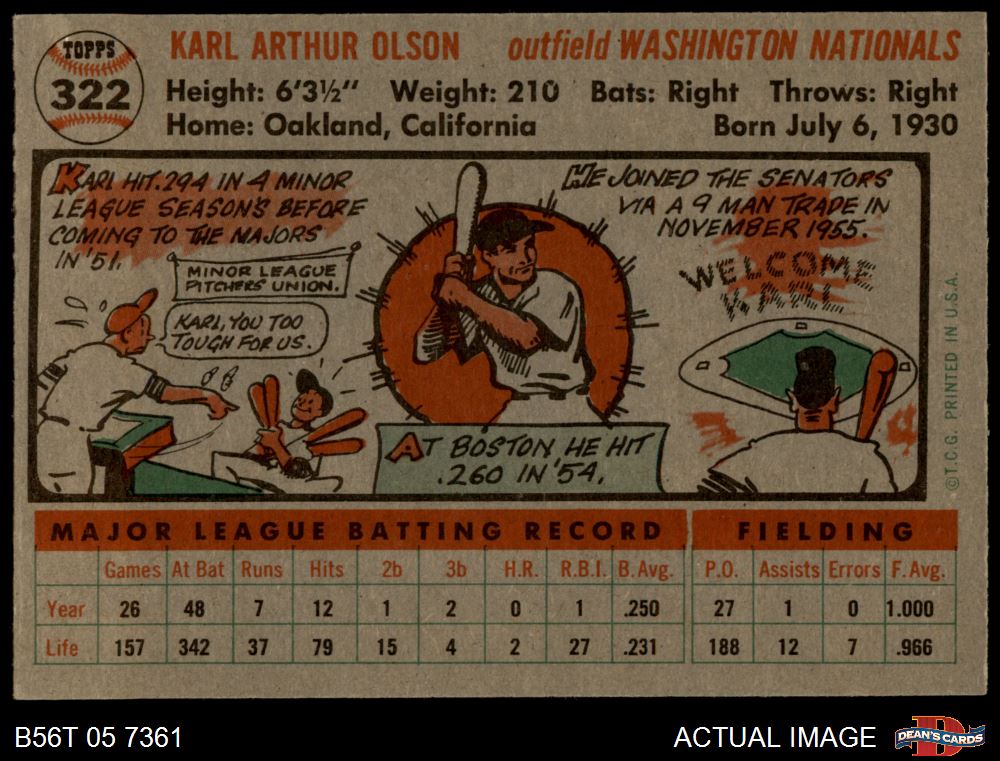 TOPPS
322
KARL ARTHUR OLSON outfield WASHINGTON NATIONALS
Height: 6'3½" Weight: 210 Bats: Right Throws: Right
Home: Oakland, California Born July 6, 1930
KARL HIT .294 IN 4 MINOR
LEAGUE SEASONS BEFORE
COMING TO THE MAJORS
IN '51.
MINOR LEAGUE
PITCHERS' UNION.
KARL, YOU TOO
TOUGH FOR US.
AT BOSTON, HE HIT
.260 IN '54.
HE JOINED THE SENATORS
VIA A 9 MAN TRADE IN
NOVEMBER 1955.
WELCOME
KARL
©T.C.G. PRINTED IN U.S.A.
MAJOR LEAGUE BATTING RECORD FIELDING
Games At Bat Runs Hits 2b 3b H.R. R.B.I. B.Avg. P.O. Assists Errors F.Avg.
Year 26 48 7 12 1 2 0 1 .250 27 1 0 1.000
Life 157 342 37 79 15 4 2 27 .231 188 12 7 .966
B56T 05 7361 ACTUAL IMAGE
D
DEAN'S CARDS